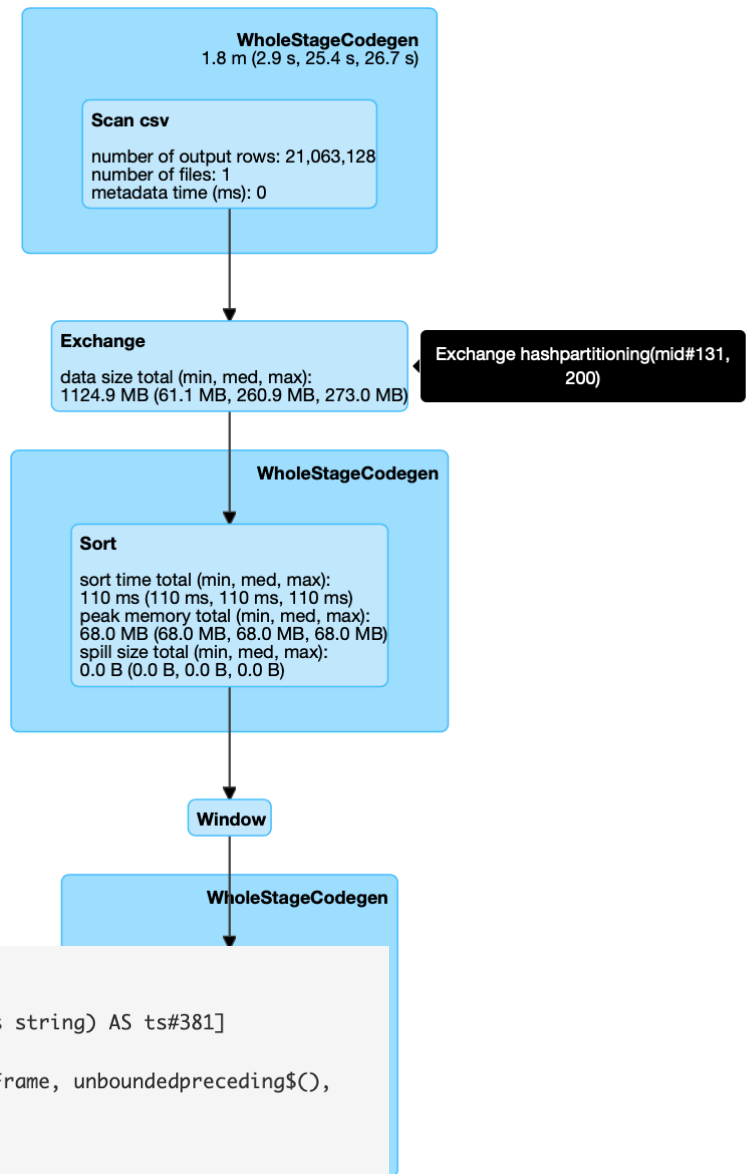 WholeStageCodegen
1.8 m (2.9 s, 25.4 s, 26.7 s)
Scan csv
number of output rows: 21,063,128
number of files: 1
metadata time (ms): 0
Exchange
data size total (min, med, max):
1124.9 MB (61.1 MB, 260.9 MB, 273.0 MB)
Exchange hashpartitioning(mid#131,
200)
WholeStageCodegen
Sort
sort time total (min, med, max):
110 ms (110 ms, 110 ms, 110 ms)
peak memory total (min, med, max):
68.0 MB (68.0 MB, 68.0 MB, 68.0 MB)
spill size total (min, med, max):
0.0 B (0.0 B, 0.0 B, 0.0 B)
Window
WholeStageCodegen
string) AS ts#381]
rame, unboundedpreceding$(),